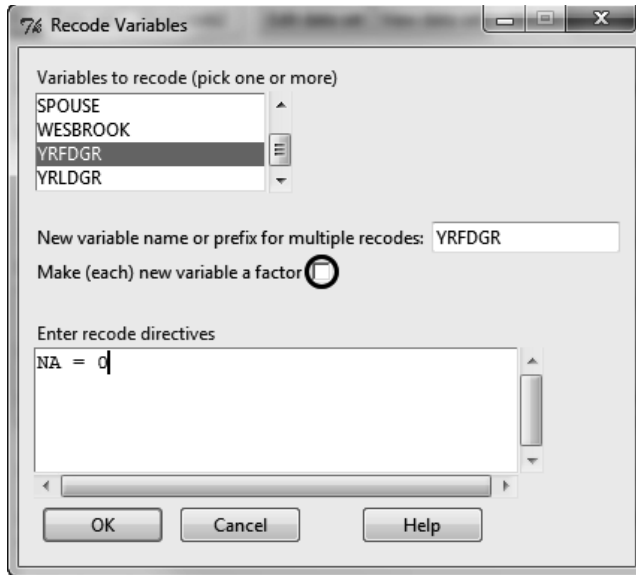 Recode Variables
Variables to recode (pick one or more)
SPOUSE
WESBROOK
YRFDGR
YRLDGR
New variable name or prefix for multiple recodes: YRFDGR
Make (each) new variable a factor
Enter recode directives
NA = 0
OK Cancel Help